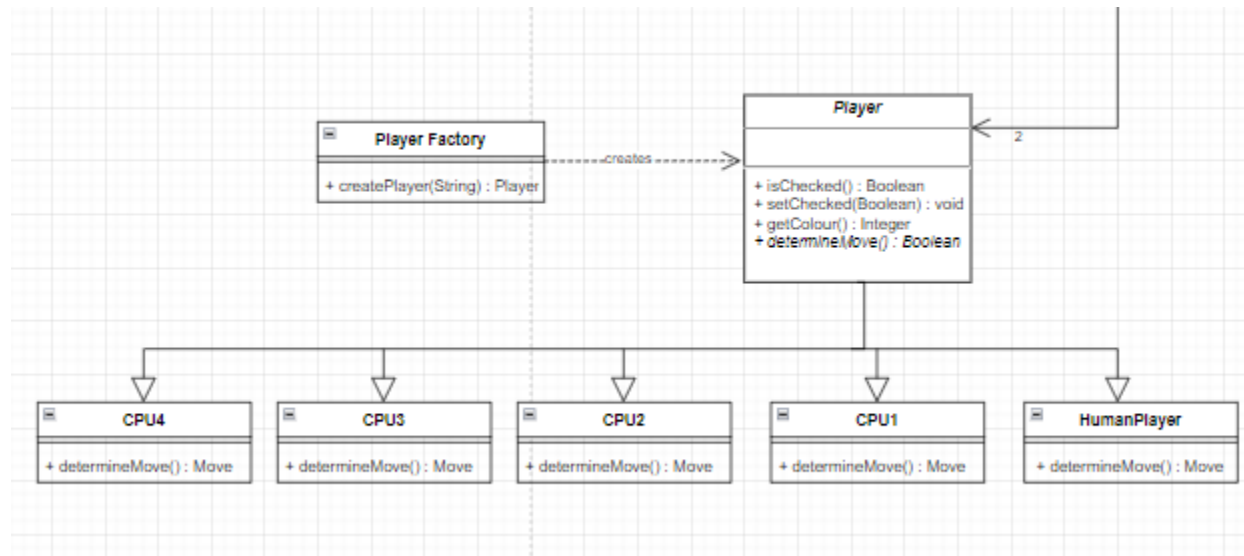 Player
Player Factory
2
creates
+ createPlayer(String) : Player
+ isChecked() : Boolean
+ setChecked(Boolean) : void
+ getColour() : Integer
+ determineMove() : Boolean
CPU4
CPU3
CPU2
CPU1
HumanPlayer
+ determineMove() : Move
+ determineMove() : Move
+ determineMove() : Move
+ determineMove() : Move
+ determineMove() : Move